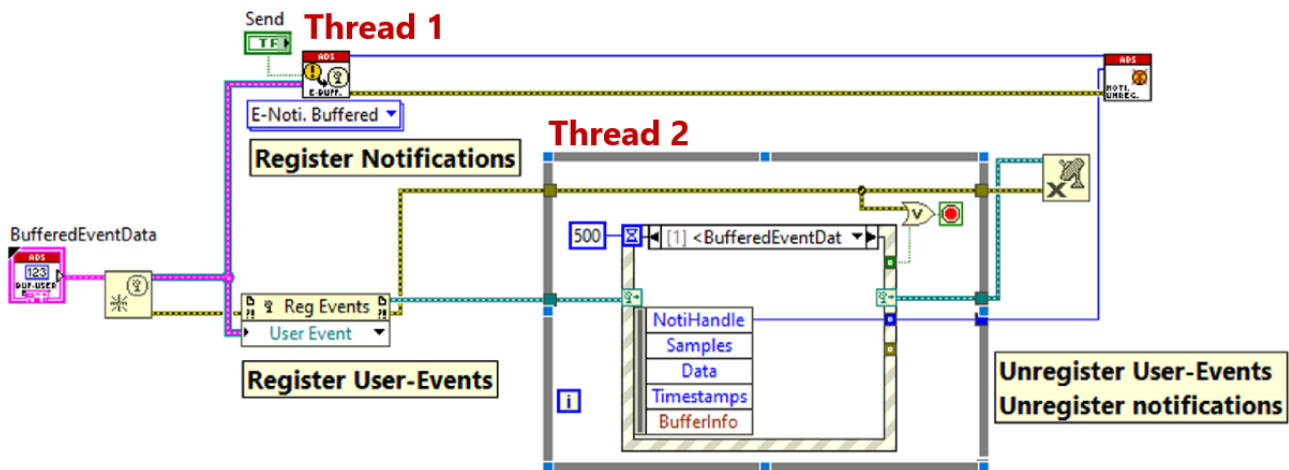 Send
Thread 1
TF
ADS
E-BUFF.
ADS
NOTI.
UNREG.
E-Noti. Buffered
Register Notifications
Thread 2
BufferedEventData
ADS
123
BUF-USER
500
[1] <BufferedEventDat
V
X
Reg Events
User Event
NotiHandle
Samples
Data
Timestamps
BufferInfo
Register User-Events
i
Unregister User-Events
Unregister notifications